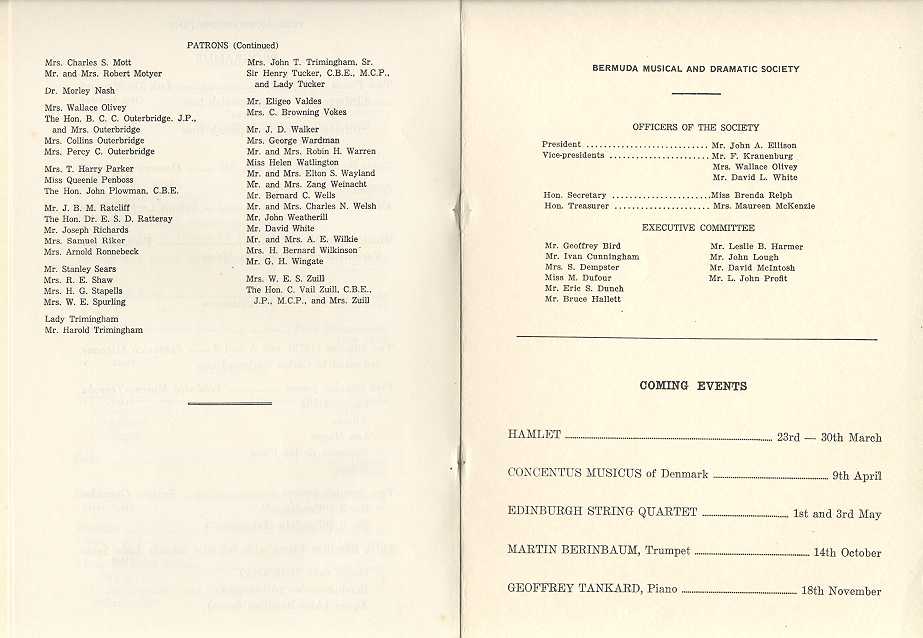 PATRONS (Continued)
Mrs. Charles S. Mott
Mr. and Mrs. Robert Motyer
Dr. Morley Nash
Mrs. Wallace Olivey
The Hon. B. C. C. Outerbridge, J.P.,
and Mrs. Outerbridge
Mrs. Collins Outerbridge
Mrs. Percy C. Outerbridge
Mrs. T. Harry Parker
Miss Queenie Penboss
The Hon. John Plowman, C.B.E.
Mr. J. B. M. Ratcliff
The Hon. Dr. E. S. D. Ratteray
Mr. Joseph Richards
Mrs. Samuel Riker
Mrs. Arnold Ronnebeck
Mr. Stanley Sears
Mrs. R. E. Shaw
Mrs. H. G. Stapells
Mrs. W. E. Spurling
Lady Trimingham
Mr. Harold Trimingham
Mrs. John T. Trimingham, Sr.
Sir Henry Tucker, C.B.E., M.C.P.,
and Lady Tucker
Mr. Eligeo Valdes
Mrs. C. Browning Vokes
Mr. J. D. Walker
Mrs. George Wardman
Mr. and Mrs. Robin H. Warren
Miss Helen Watlington
Mr. and Mrs. Elton S. Wayland
Mr. and Mrs. Zang Weinacht
Mr. Bernard C. Wells
Mr. and Mrs. Charles N. Welsh
Mr. John Weatherill
Mr. David White
Mr. and Mrs. A. E. Wilkie
Mrs. H. Bernard Wilkinson
Mr. G. H. Wingate
Mrs. W. E. S. Zuill
The Hon. C. Vail Zuill, C.B.E.,
J.P., M.C.P., and Mrs. Zuill
BERMUDA MUSICAL AND DRAMATIC SOCIETY
OFFICERS OF THE SOCIETY
President ........................... Mr. John A. Ellison
Vice-presidents ...................... Mr. F. Kranenburg
Mrs. Wallace Olivey
Mr. David L. White
Hon. Secretary ......................Miss Brenda Relph
Hon. Treasurer ..................... Mrs. Maureen McKenzie
EXECUTIVE COMMITTEE
Mr. Geoffrey Bird
Mr. Ivan Cunningham
Mrs. S. Dempster
Miss M. Dufour
Mr. Eric S. Dunch
Mr. Bruce Hallett
Mr. Leslie B. Harmer
Mr. John Lough
Mr. David McIntosh
Mr. L. John Profit
COMING EVENTS
HAMLET ........................................ 23rd — 30th March
CONCENTUS MUSICUS of Denmark ........................ 9th April
EDINBURGH STRING QUARTET ...................... 1st and 3rd May
MARTIN BERINBAUM, Trumpet ........................ 14th October
GEOFFREY TANKARD, Piano ........................ 18th November